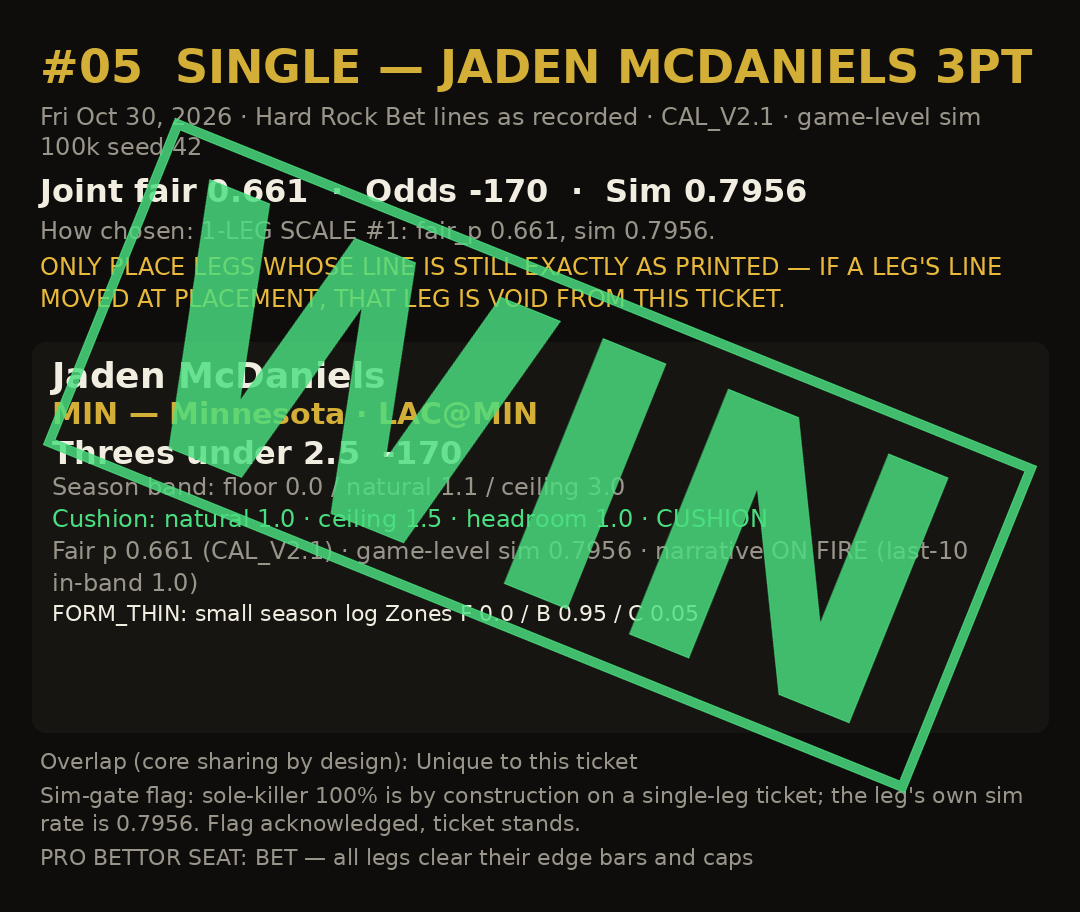 #05 SINGLE — JADEN MCDANIELS 3PT
Fri Oct 30, 2026 · Hard Rock Bet lines as recorded · CAL_V2.1 · game-level sim
100k seed 42
Joint fair 0.661 · Odds -170 · Sim 0.7956
How chosen: 1-LEG SCALE #1: fair_p 0.661, sim 0.7956.
ONLY PLACE LEGS WHOSE LINE IS STILL EXACTLY AS PRINTED — IF A LEG'S LINE
MOVED AT PLACEMENT, THAT LEG IS VOID FROM THIS TICKET.
WIN
Jaden McDaniels
MIN — Minnesota · LAC@MIN
Threes under 2.5 -170
Season band: floor 0.0 / natural 1.1 / ceiling 3.0
Cushion: natural 1.0 · ceiling 1.5 · headroom 1.0 · CUSHION
Fair p 0.661 (CAL_V2.1) · game-level sim 0.7956 · narrative ON FIRE (last-10
in-band 1.0)
FORM_THIN: small season log Zones F 0.0 / B 0.95 / C 0.05
Overlap (core sharing by design): Unique to this ticket
Sim-gate flag: sole-killer 100% is by construction on a single-leg ticket; the leg's own sim
rate is 0.7956. Flag acknowledged, ticket stands.
PRO BETTOR SEAT: BET — all legs clear their edge bars and caps